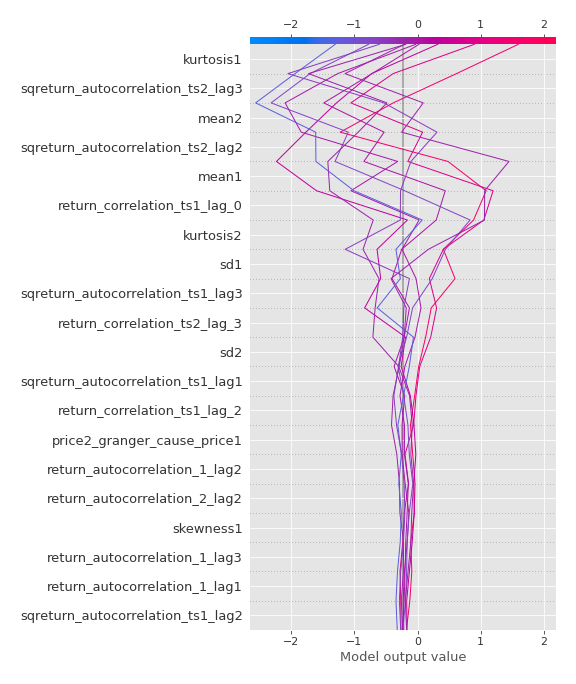 −2 −1 0 1 2
kurtosis1
sqreturn_autocorrelation_ts2_lag3
mean2
sqreturn_autocorrelation_ts2_lag2
mean1
return_correlation_ts1_lag_0
kurtosis2
sd1
sqreturn_autocorrelation_ts1_lag3
return_correlation_ts2_lag_3
sd2
sqreturn_autocorrelation_ts1_lag1
return_correlation_ts1_lag_2
price2_granger_cause_price1
return_autocorrelation_1_lag2
return_autocorrelation_2_lag2
skewness1
return_autocorrelation_1_lag3
return_autocorrelation_1_lag1
sqreturn_autocorrelation_ts1_lag2
−2 −1 0 1 2
Model output value